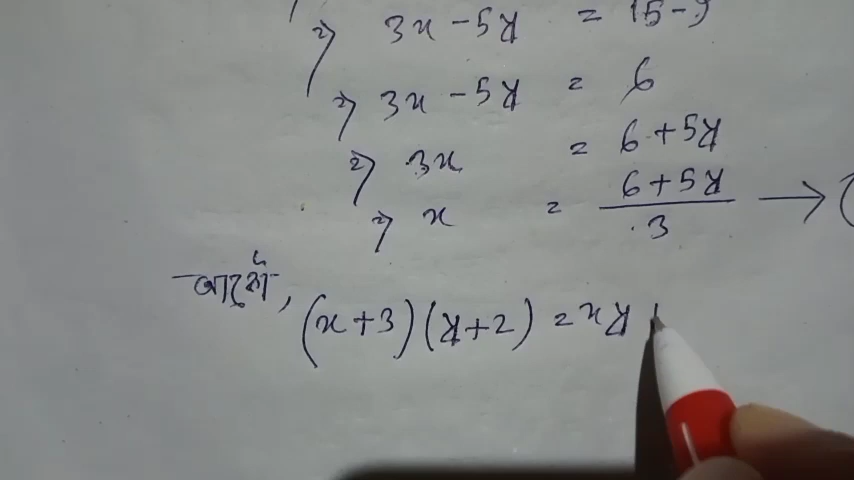 ⇒ 3x - 5y = 15-9
⇒ 3x - 5y = 6
⇒ 3x = 5y + 6
⇒ x = (5y + 6)/3 → (
আবার, (x+3)(y+2) = xy